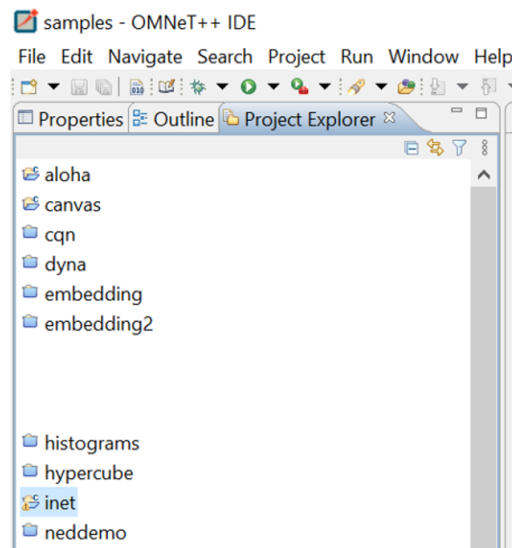 samples - OMNeT++ IDE
File Edit Navigate Search Project Run Window Help
010
Properties Outline Project Explorer
aloha
canvas
cqn
dyna
embedding
embedding2
histograms
hypercube
inet
neddemo